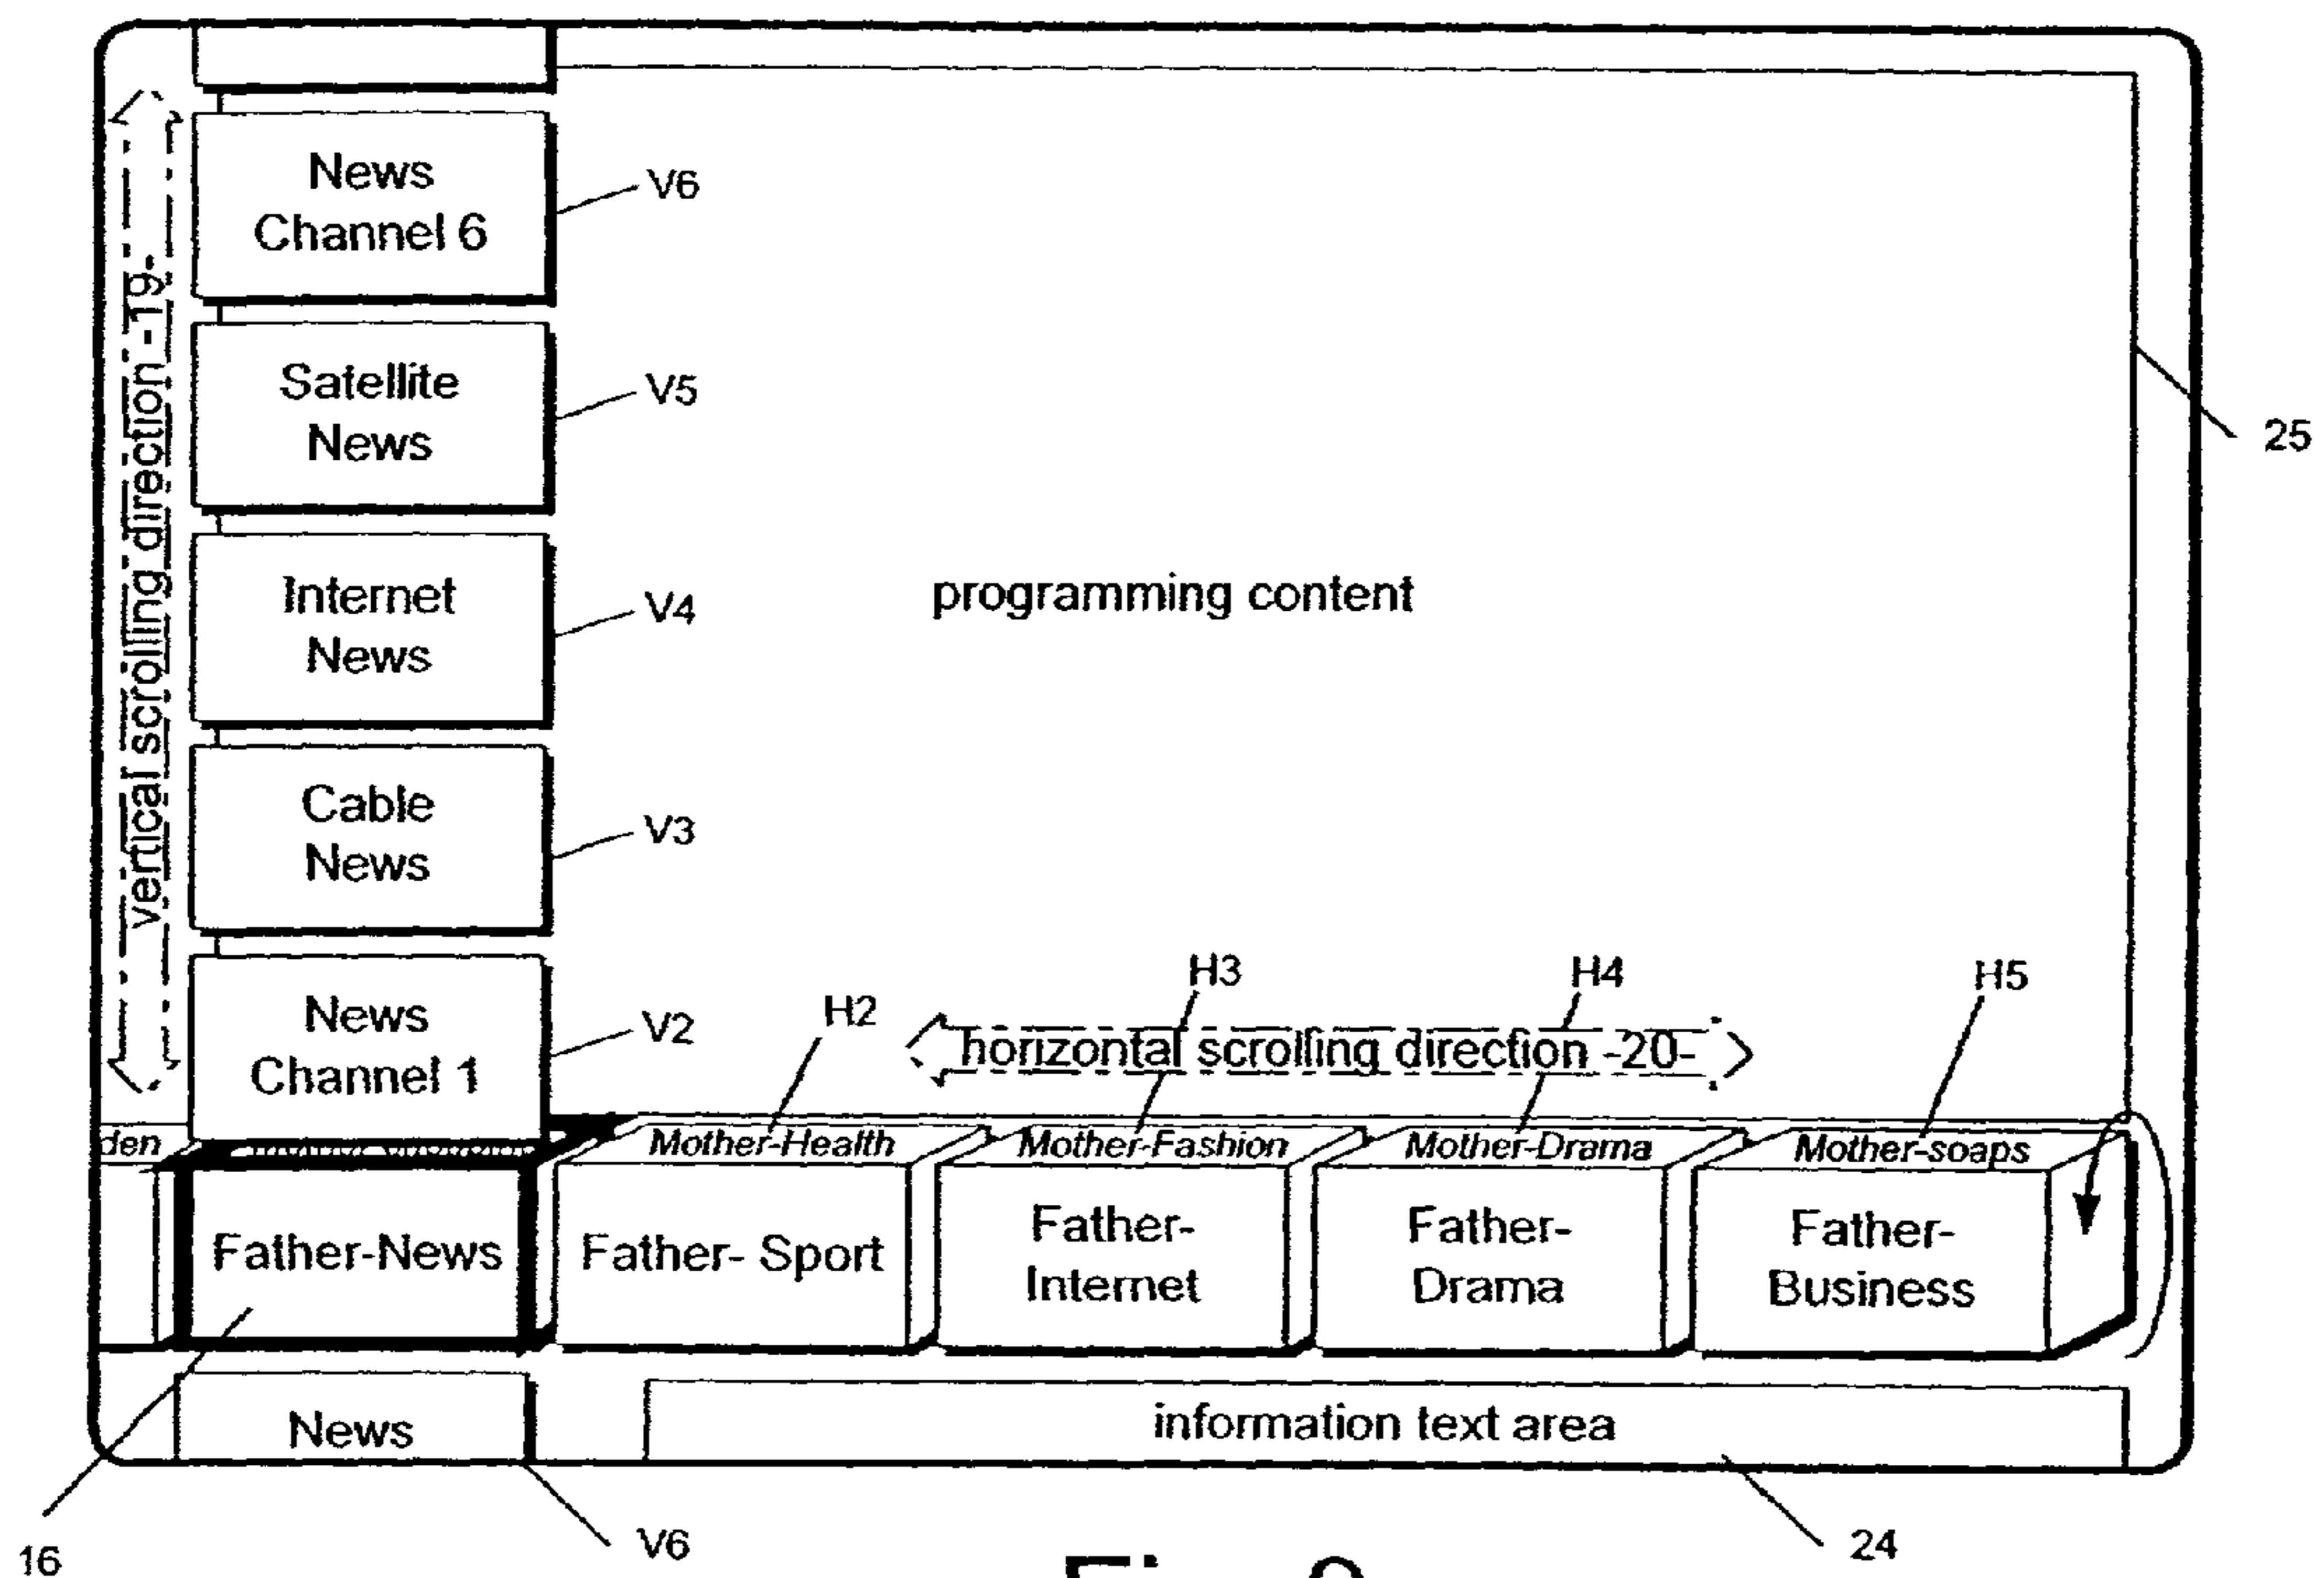 News
Channel 6
V6
Satellite
News
V5
25
Internet
News
V4
programming content
Cable
News
V3
vertical scrolling direction -19-
News
Channel 1
V2
H2
H3
H4
H5
horizontal scrolling direction -20-
den
Mother-Health
Mother-Fashion
Mother-Drama
Mother-soaps
Father-News
Father- Sport
Father-
Internet
Father-
Drama
Father-
Business
News
information text area
16
V6
24